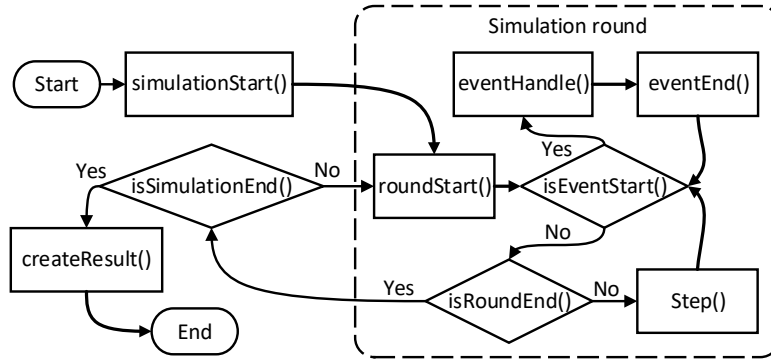 Simulation round
Start
simulationStart()
eventHandle()
eventEnd()
Yes
Yes
isSimulationEnd()
No
roundStart()
isEventStart()
No
createResult()
Yes
isRoundEnd()
No
Step()
End